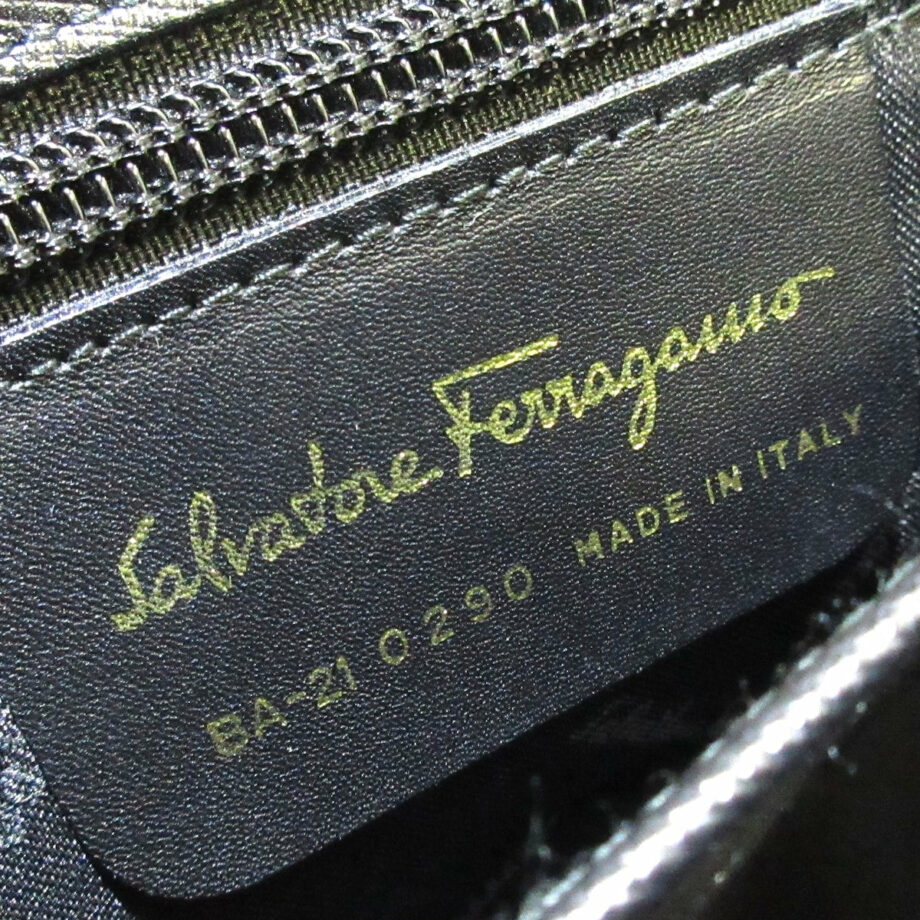 Salvatore Ferragamo
BA-21 0290 MADE IN ITALY